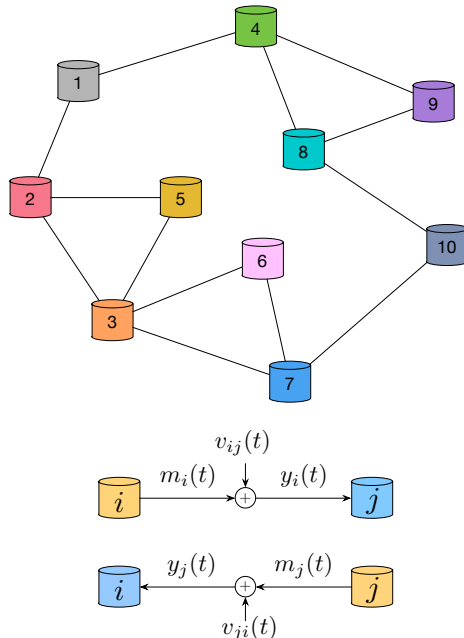 4
1
9
8
2
5
6
10
3
7
v_{ij}(t)
m_i(t)
y_i(t)
i
j
y_j(t)
m_j(t)
i
j
v_{ji}(t)